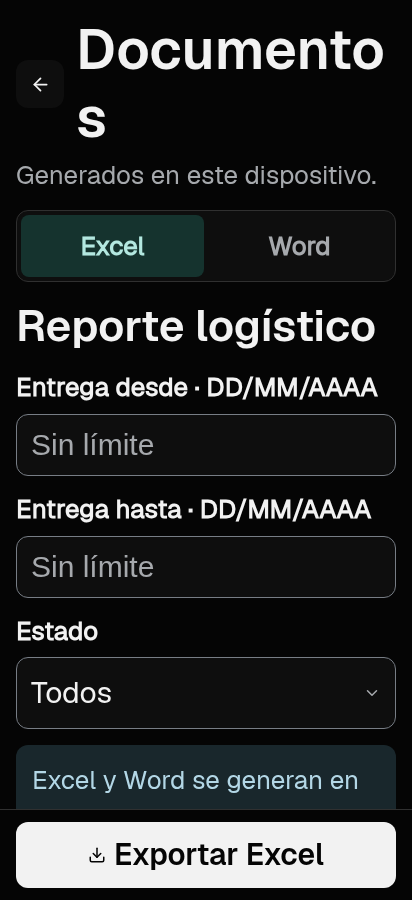 Documento
s
Generados en este dispositivo.
Excel
Word
Reporte logístico
Entrega desde · DD/MM/AAAA
Sin límite
Entrega hasta · DD/MM/AAAA
Sin límite
Estado
Todos
Excel y Word se generan en
Exportar Excel